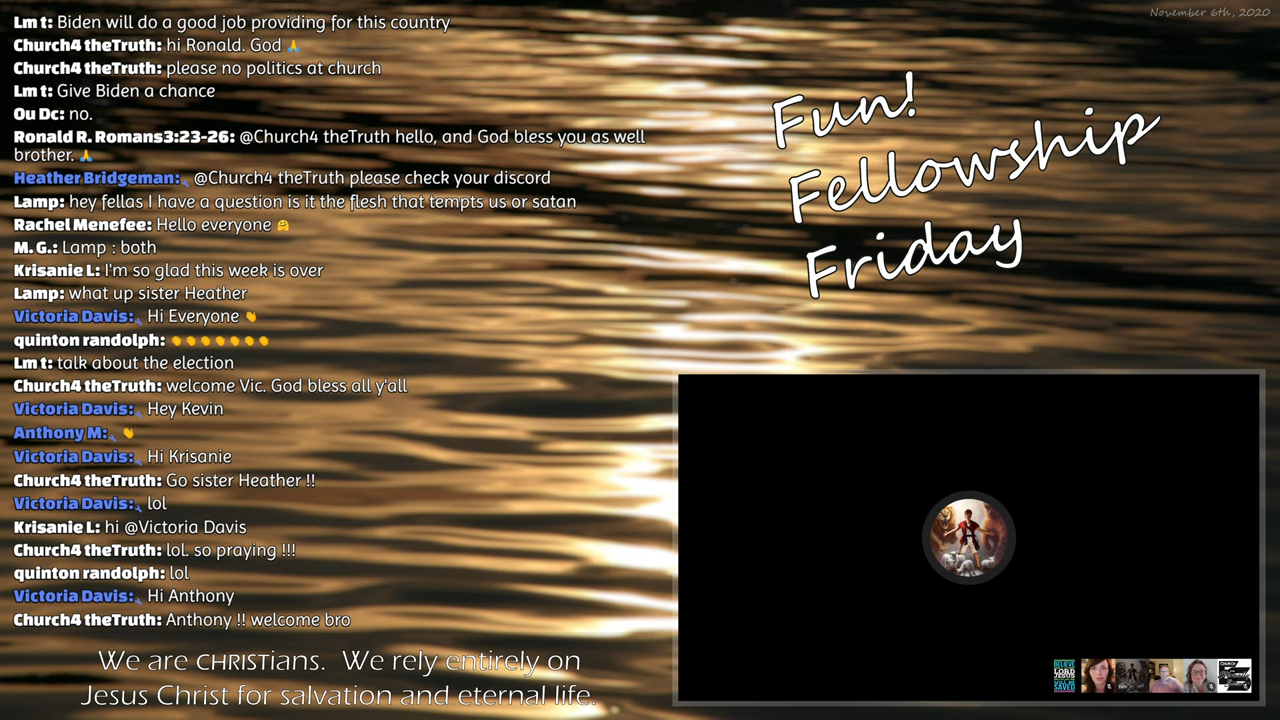 Lm t: Biden will do a good job providing for this country
Church4 theTruth: hi Ronald. God 🙏
Church4 theTruth: please no politics at church
Lm t: Give Biden a chance
Ou Dc: no.
Ronald R. Romans3:23-26: @Church4 theTruth hello, and God bless you as well
brother. 🙏
Heather Bridgeman: @Church4 theTruth please check your discord
Lamp: hey fellas I have a question is it the flesh that tempts us or satan
Rachel Menefee: Hello everyone 🤗
M. G.: Lamp : both
Krisanie L: I'm so glad this week is over
Lamp: what up sister Heather
Victoria Davis: Hi Everyone 👋
quinton randolph: 👏👏👏👏👏👏👏
Lm t: talk about the election
Church4 theTruth: welcome Vic. God bless all y'all
Victoria Davis: Hey Kevin
Anthony M: 👋
Victoria Davis: Hi Krisanie
Church4 theTruth: Go sister Heather !!
Victoria Davis: lol
Krisanie L: hi @Victoria Davis
Church4 theTruth: lol. so praying !!!
quinton randolph: lol
Victoria Davis: Hi Anthony
Church4 theTruth: Anthony !! welcome bro
We are CHRISTians. We rely entirely on
Jesus Christ for salvation and eternal life.
November 6th, 2020
Fun!
Fellowship
Friday
BELIEVE
LORD
JESUS
SAVED
CHURCH